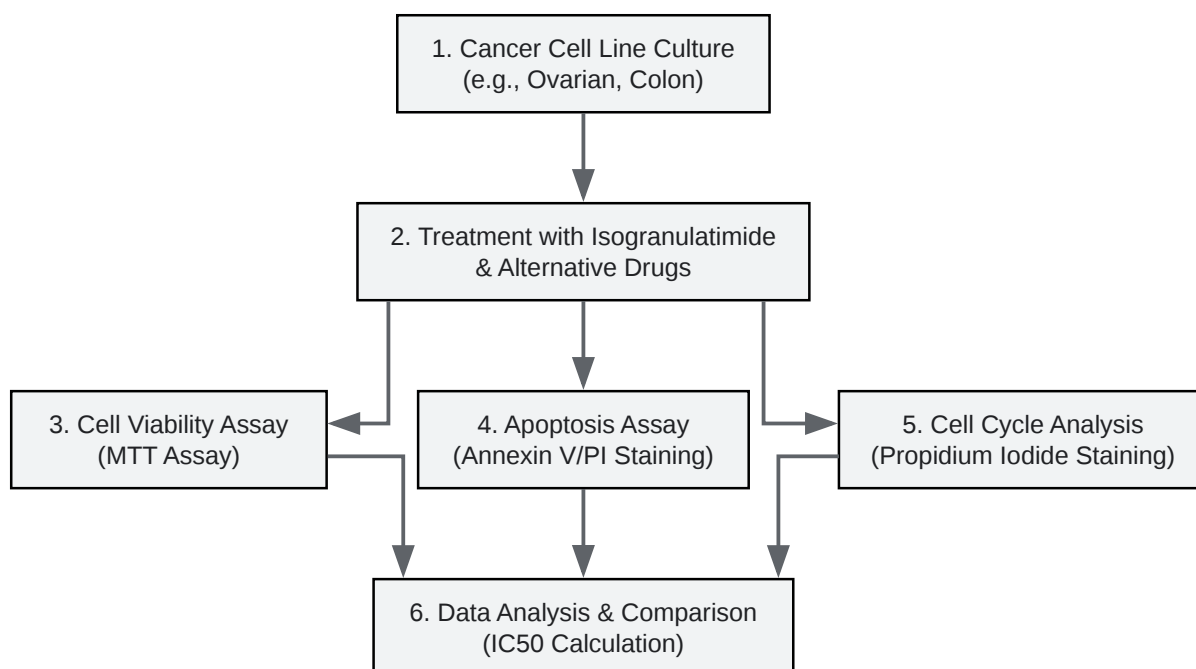 1. Cancer Cell Line Culture
(e.g., Ovarian, Colon)
2. Treatment with Isogranulatimide
& Alternative Drugs
3. Cell Viability Assay
(MTT Assay)
4. Apoptosis Assay
(Annexin V/PI Staining)
5. Cell Cycle Analysis
(Propidium Iodide Staining)
6. Data Analysis & Comparison
(IC50 Calculation)